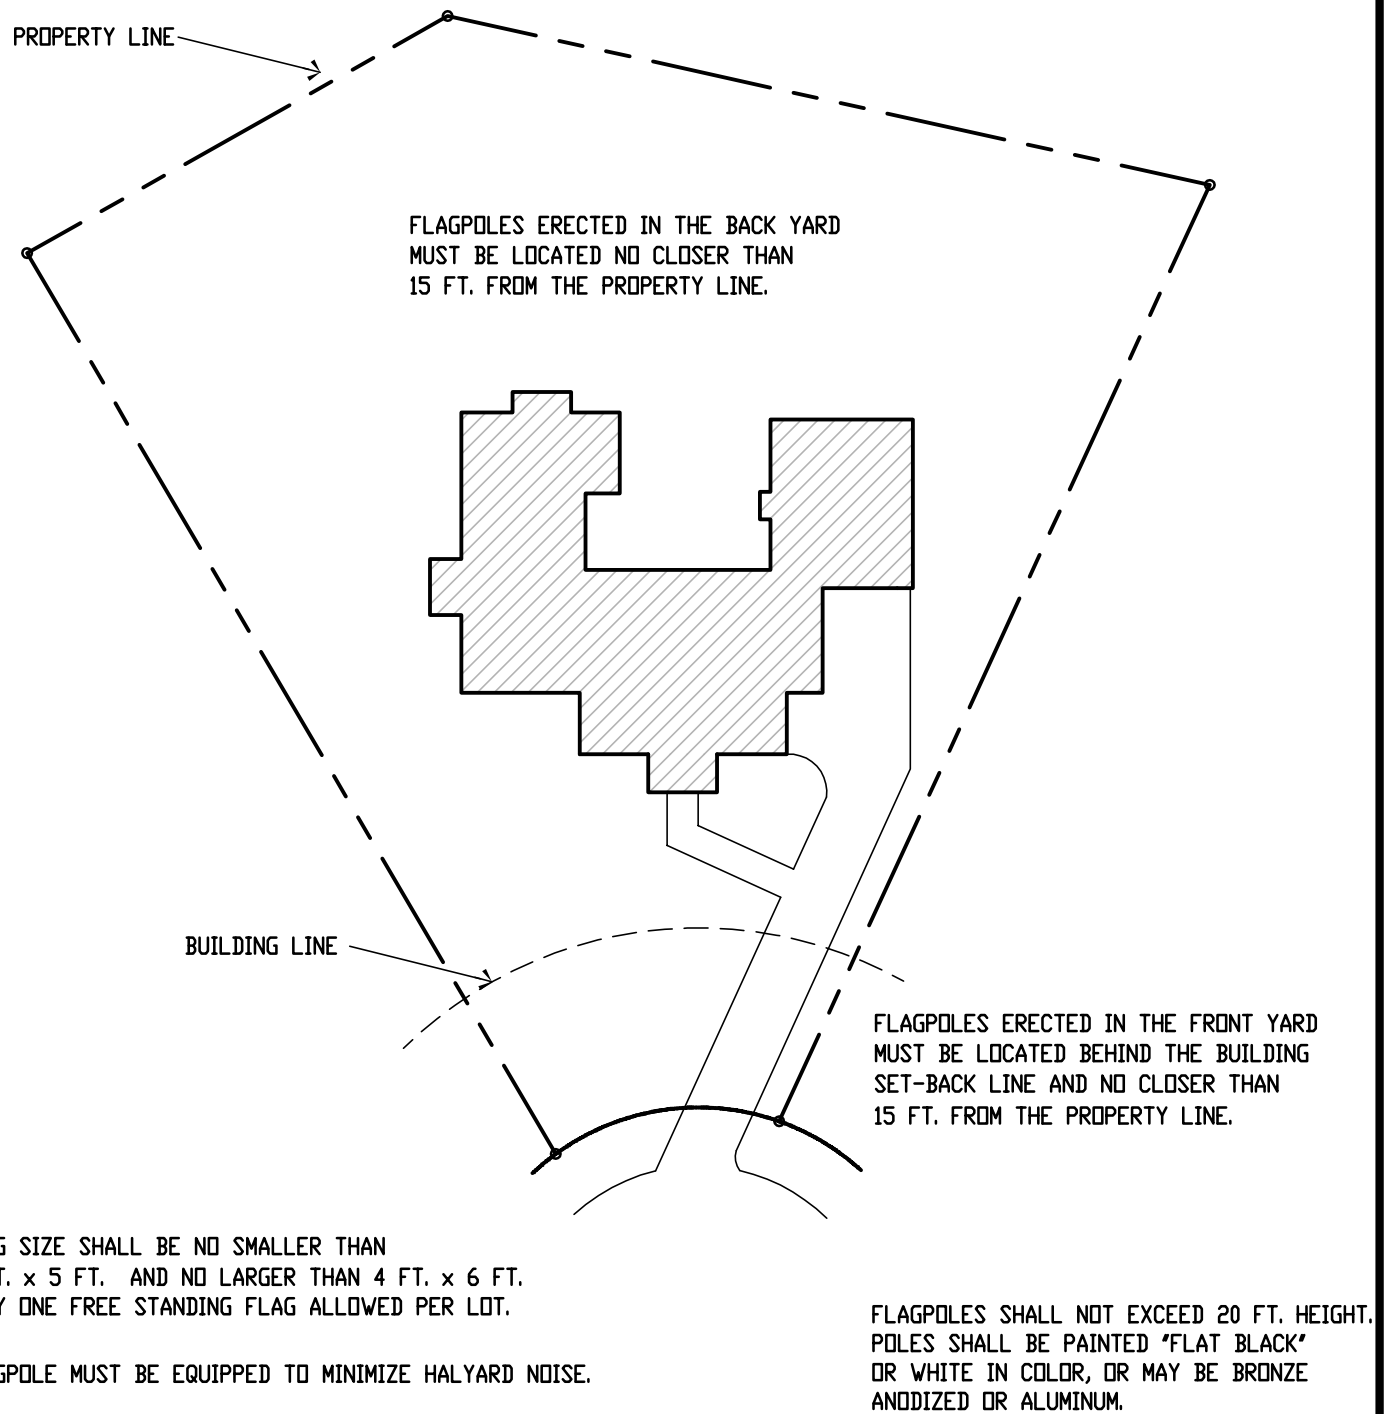 PROPERTY LINE
FLAGPOLES ERECTED IN THE BACK YARD
MUST BE LOCATED NO CLOSER THAN
15 FT. FROM THE PROPERTY LINE.
BUILDING LINE
FLAGPOLES ERECTED IN THE FRONT YARD
MUST BE LOCATED BEHIND THE BUILDING
SET-BACK LINE AND NO CLOSER THAN
15 FT. FROM THE PROPERTY LINE.
SIZE SHALL BE NO SMALLER THAN
x 5 FT. AND NO LARGER THAN 4 FT. x 6 FT.
ONE FREE STANDING FLAG ALLOWED PER LOT.
MUST BE EQUIPPED TO MINIMIZE HALYARD NOISE.
FLAGPOLES SHALL NOT EXCEED 20 FT. HEIGHT.
POLES SHALL BE PAINTED "FLAT BLACK"
OR WHITE IN COLOR, OR MAY BE BRONZE
ANODIZED OR ALUMINUM.